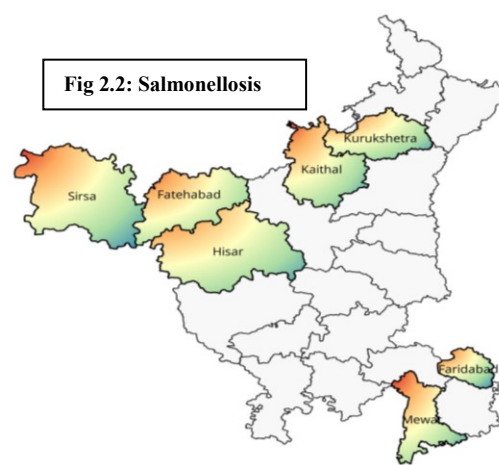 Fig 2.2: Salmonellosis
Kurukshetra
Kaithal
Sirsa
Fatehabad
Hisar
Faridabad
Mewat